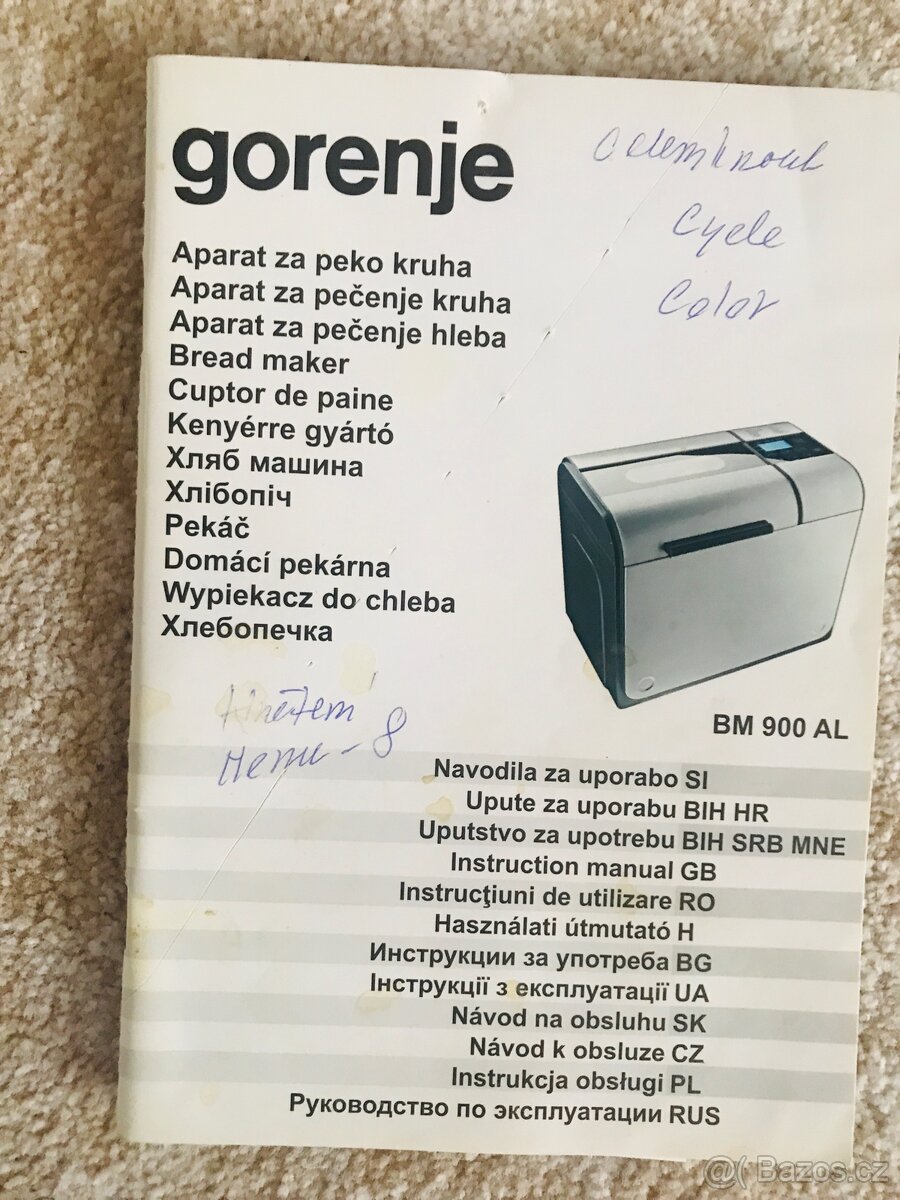 gorenje
Cycle
Color
Aparat za peko kruha
Aparat za pečenje kruha
Aparat za pečenje hleba
Bread maker
Cuptor de paine
Kenyérre gyártó
Хляб машина
Хлібопіч
Pekáč
Domácí pekárna
Wypiekacz do chleba
Хлебопечка
Menu - 8
BM 900 AL
Navodila za uporabo SI
Upute za uporabu BIH HR
Uputstvo za upotrebu BIH SRB MNE
Instruction manual GB
Instrucţiuni de utilizare RO
Használati útmutató H
Инструкции за употреба BG
Інструкції з експлуатації UA
Návod na obsluhu SK
Návod k obsluze CZ
Instrukcja obsługi PL
Руководство по эксплуатации RUS
@( Bazos.cz